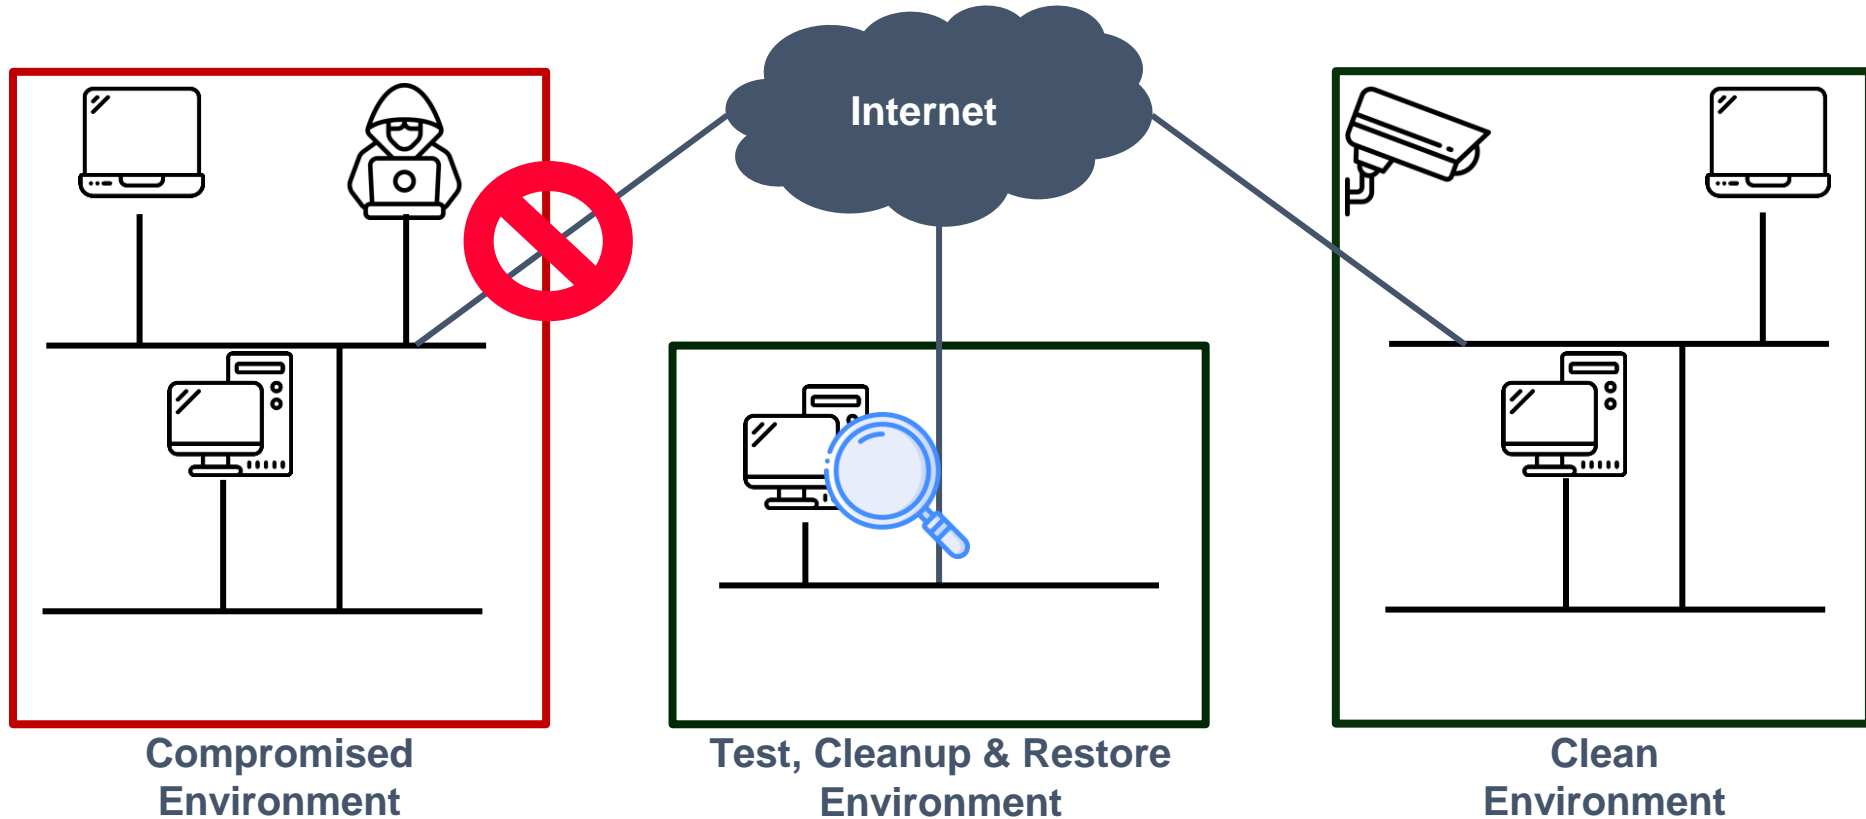 Internet
Compromised
Environment
Test, Cleanup & Restore
Environment
Clean
Environment